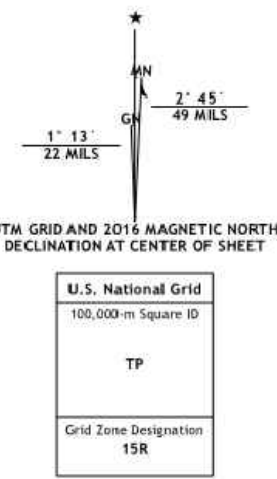 ★
MN
GN
2° 45´
49 MILS
1° 13´
22 MILS
UTM GRID AND 2016 MAGNETIC NORTH
DECLINATION AT CENTER OF SHEET
U.S. National Grid
100,000-m Square ID
TP
Grid Zone Designation
15R